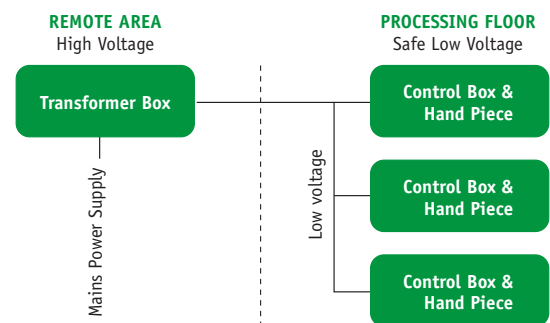 REMOTE AREA
High Voltage
PROCESSING FLOOR
Safe Low Voltage
Transformer Box
Mains Power Supply
Low voltage
Control Box &
Hand Piece
Control Box &
Hand Piece
Control Box &
Hand Piece